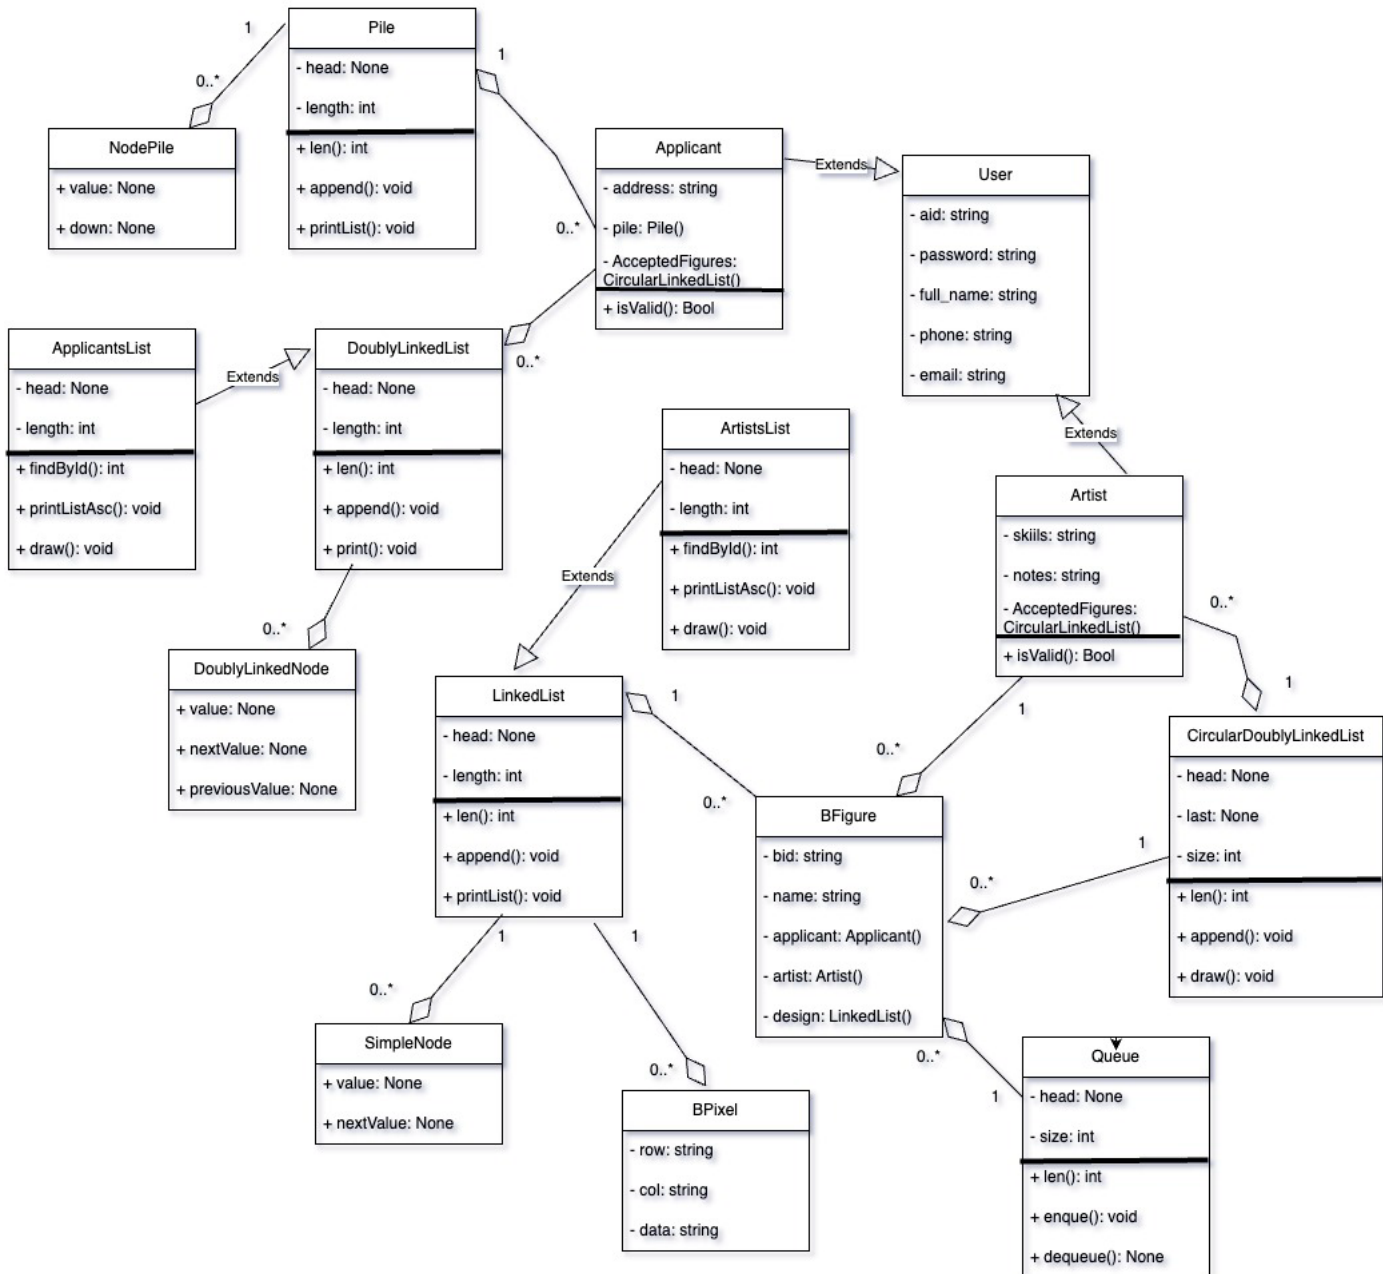 1
Pile
- head: None
- length: int
+ len(): int
+ append(): void
+ printList(): void
0..*
1
0..*
NodePile
+ value: None
+ down: None
Applicant
- address: string
- pile: Pile()
- AcceptedFigures:
CircularLinkedList()
+ isValid(): Bool
Extends
User
- aid: string
- password: string
- full_name: string
- phone: string
- email: string
0..*
ApplicantsList
- head: None
- length: int
+ findById(): int
+ printListAsc(): void
+ draw(): void
Extends
DoublyLinkedList
- head: None
- length: int
+ len(): int
+ append(): void
+ print(): void
0..*
DoublyLinkedNode
+ value: None
+ nextValue: None
+ previousValue: None
ArtistsList
- head: None
- length: int
+ findById(): int
+ printListAsc(): void
+ draw(): void
Extends
Extends
Artist
- skiils: string
- notes: string
- AcceptedFigures:
CircularLinkedList()
+ isValid(): Bool
0..*
1
LinkedList
- head: None
- length: int
+ len(): int
+ append(): void
+ printList(): void
1
0..*
1
0..*
CircularDoublyLinkedList
- head: None
- last: None
- size: int
+ len(): int
+ append(): void
+ draw(): void
1
0..*
BFigure
- bid: string
- name: string
- applicant: Applicant()
- artist: Artist()
- design: LinkedList()
1
0..*
1
0..*
SimpleNode
+ value: None
+ nextValue: None
BPixel
- row: string
- col: string
- data: string
0..*
1
Queue
- head: None
- size: int
+ len(): int
+ enque(): void
+ dequeue(): None